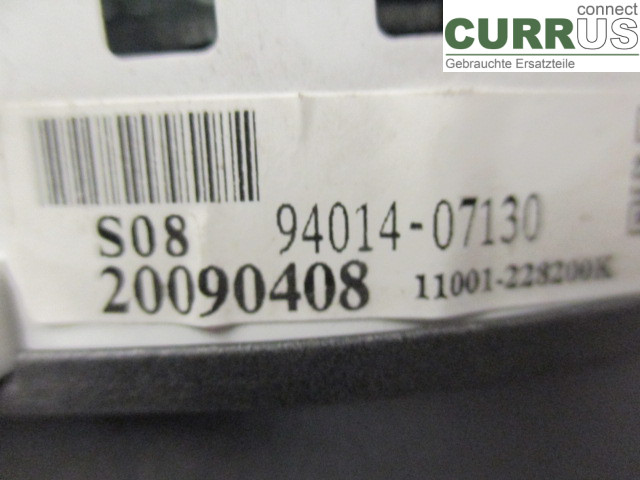 connect
CURRUS
Gebrauchte Ersatzteile
S08 94014-07130
20090408 11001-228200K